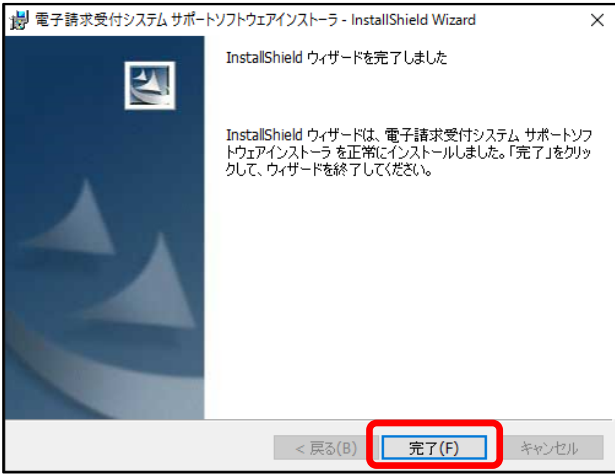 電子請求受付システム サポートソフトウェアインストーラ - InstallShield Wizard
InstallShield ウィザードを完了しました
InstallShield ウィザードは、電子請求受付システム サポートソフ
トウェアインストーラ を正常にインストールしました。「完了」をクリッ
クして、ウィザードを終了してください。
< 戻る(B) 完了(F) キャンセル